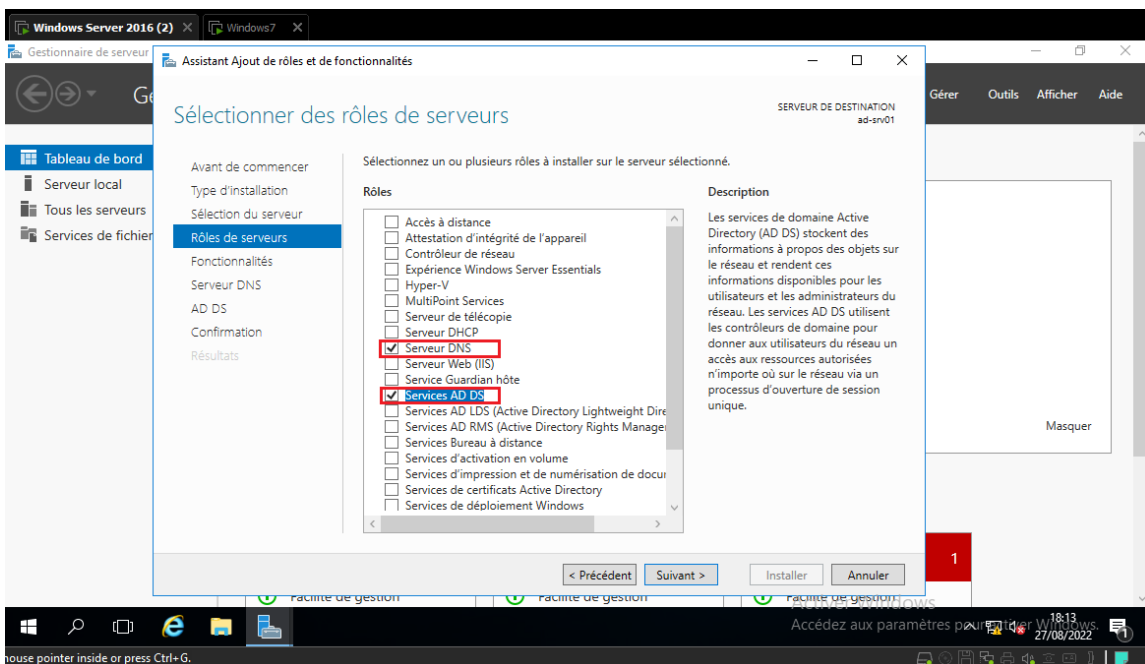 Windows Server 2016 (2)
Windows7
Gestionnaire de serveur
Assistant Ajout de rôles et de fonctionnalités
Gérer
Outils
Afficher
Aide
Sélectionner des rôles de serveurs
SERVEUR DE DESTINATION
ad-srv01
Tableau de bord
Serveur local
Tous les serveurs
Services de fichier
Avant de commencer
Type d'installation
Sélection du serveur
Rôles de serveurs
Fonctionnalités
Serveur DNS
AD DS
Confirmation
Résultats
Sélectionnez un ou plusieurs rôles à installer sur le serveur sélectionné.
Rôles
Accès à distance
Attestation d'intégrité de l'appareil
Contrôleur de réseau
Expérience Windows Server Essentials
Hyper-V
MultiPoint Services
Serveur de télécopie
Serveur DHCP
Serveur DNS
Serveur Web (IIS)
Service Guardian hôte
Services AD DS
Services AD LDS (Active Directory Lightweight Dire
Services AD RMS (Active Directory Rights Manage
Services Bureau à distance
Services d'activation en volume
Services d'impression et de numérisation de docu
Services de certificats Active Directory
Services de déploiement Windows
Description
Les services de domaine Active
Directory (AD DS) stockent des
informations à propos des objets sur
le réseau et rendent ces
informations disponibles pour les
utilisateurs et les administrateurs du
réseau. Les services AD DS utilisent
les contrôleurs de domaine pour
donner aux utilisateurs du réseau un
accès aux ressources autorisées
n'importe où sur le réseau via un
processus d'ouverture de session
unique.
Masquer
1
< Précédent
Suivant >
Installer
Annuler
Facilité de gestion
Facilité de gestion
Facilité de gestion
Activer Windows
Accédez aux paramètres pour activer Windows.
18:13
27/08/2022
1
mouse pointer inside or press Ctrl+G.